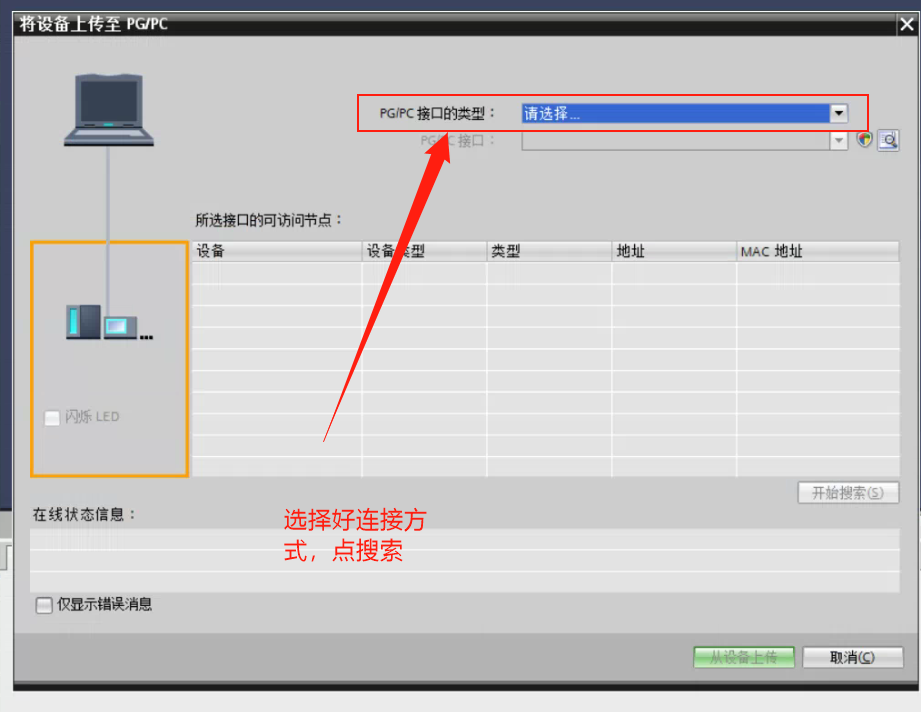 将设备上传至 PG/PC
PG/PC 接口的类型：
请选择...
PG/PC 接口：
所选接口的可访问节点：
设备 设备类型 类型 地址 MAC 地址
闪烁 LED
开始搜索(S)
在线状态信息：
选择好连接方
式，点搜索
仅显示错误消息
从设备上传 取消(C)